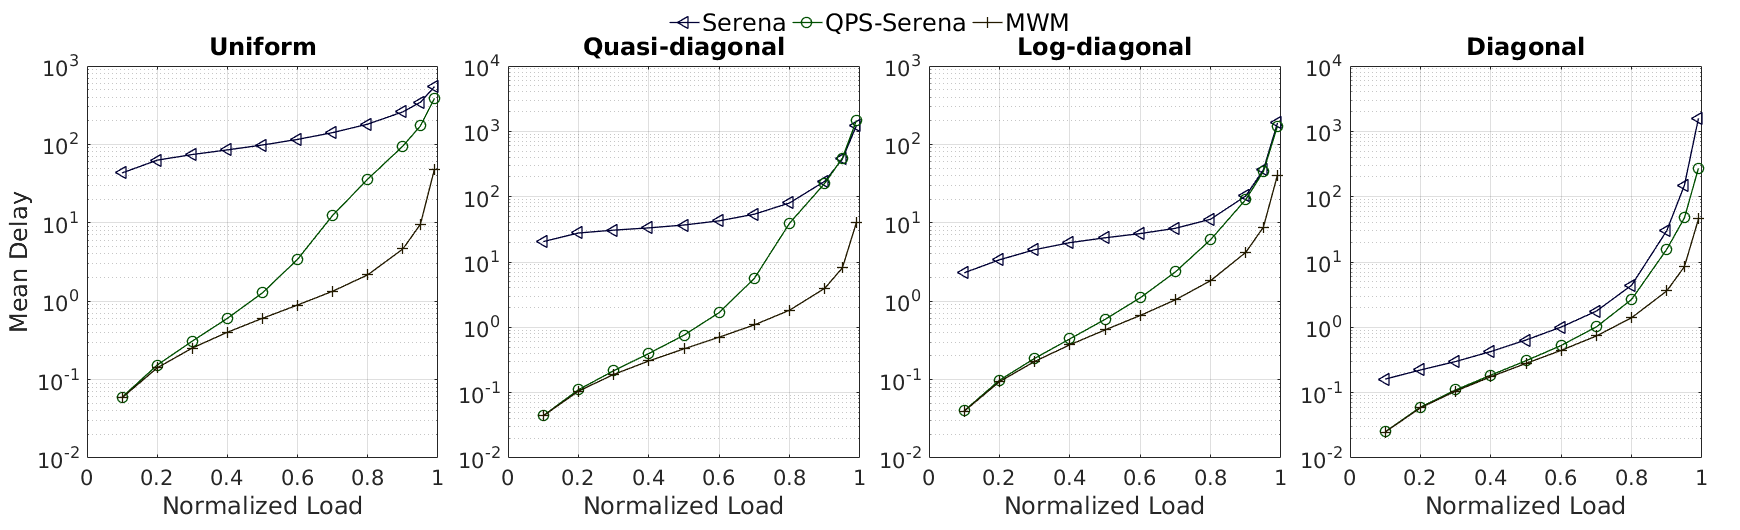 Serena QPS-Serena MWM
Uniform Quasi-diagonal Log-diagonal Diagonal
Mean Delay
10^3
10^2
10^1
10^0
10^-1
10^-2
0 0.2 0.4 0.6 0.8 1
Normalized Load
10^4
10^3
10^2
10^1
10^0
10^-1
10^-2
0 0.2 0.4 0.6 0.8 1
Normalized Load
10^3
10^2
10^1
10^0
10^-1
10^-2
0 0.2 0.4 0.6 0.8 1
Normalized Load
10^4
10^3
10^2
10^1
10^0
10^-1
10^-2
0 0.2 0.4 0.6 0.8 1
Normalized Load